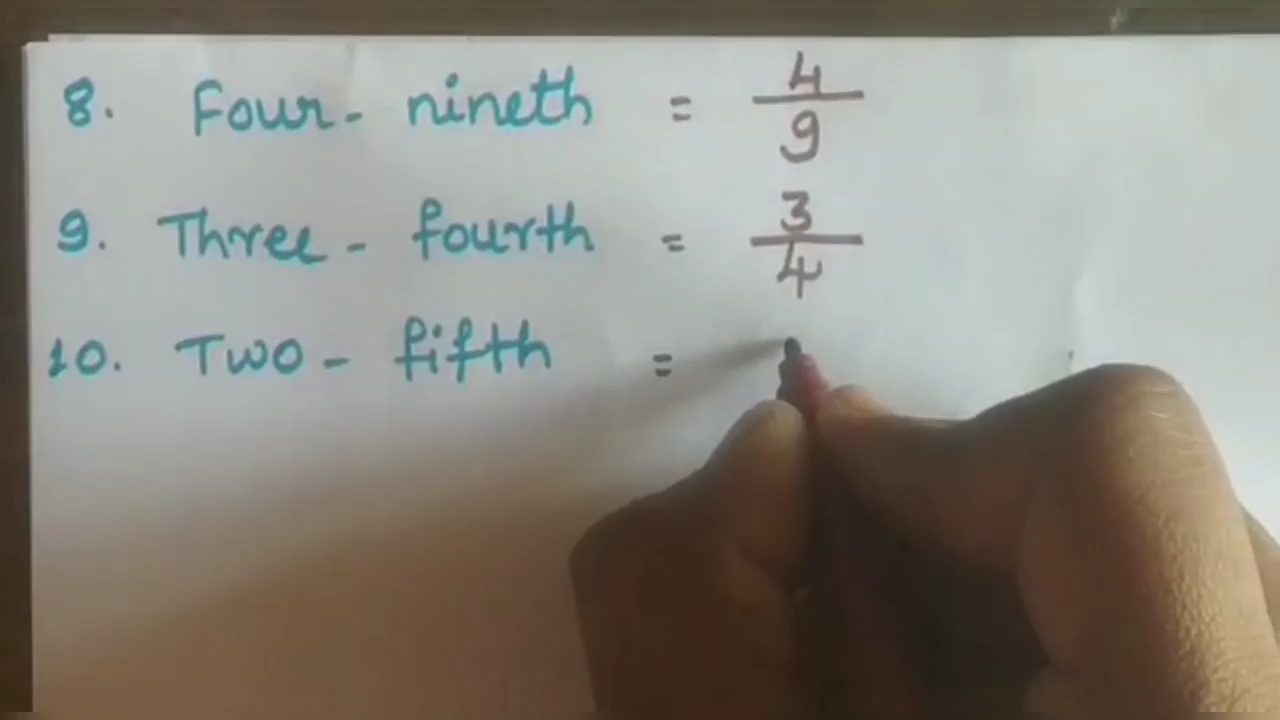 8. Four - nineth = 4/9
9. Three - fourth = 3/4
10. Two - fifth =